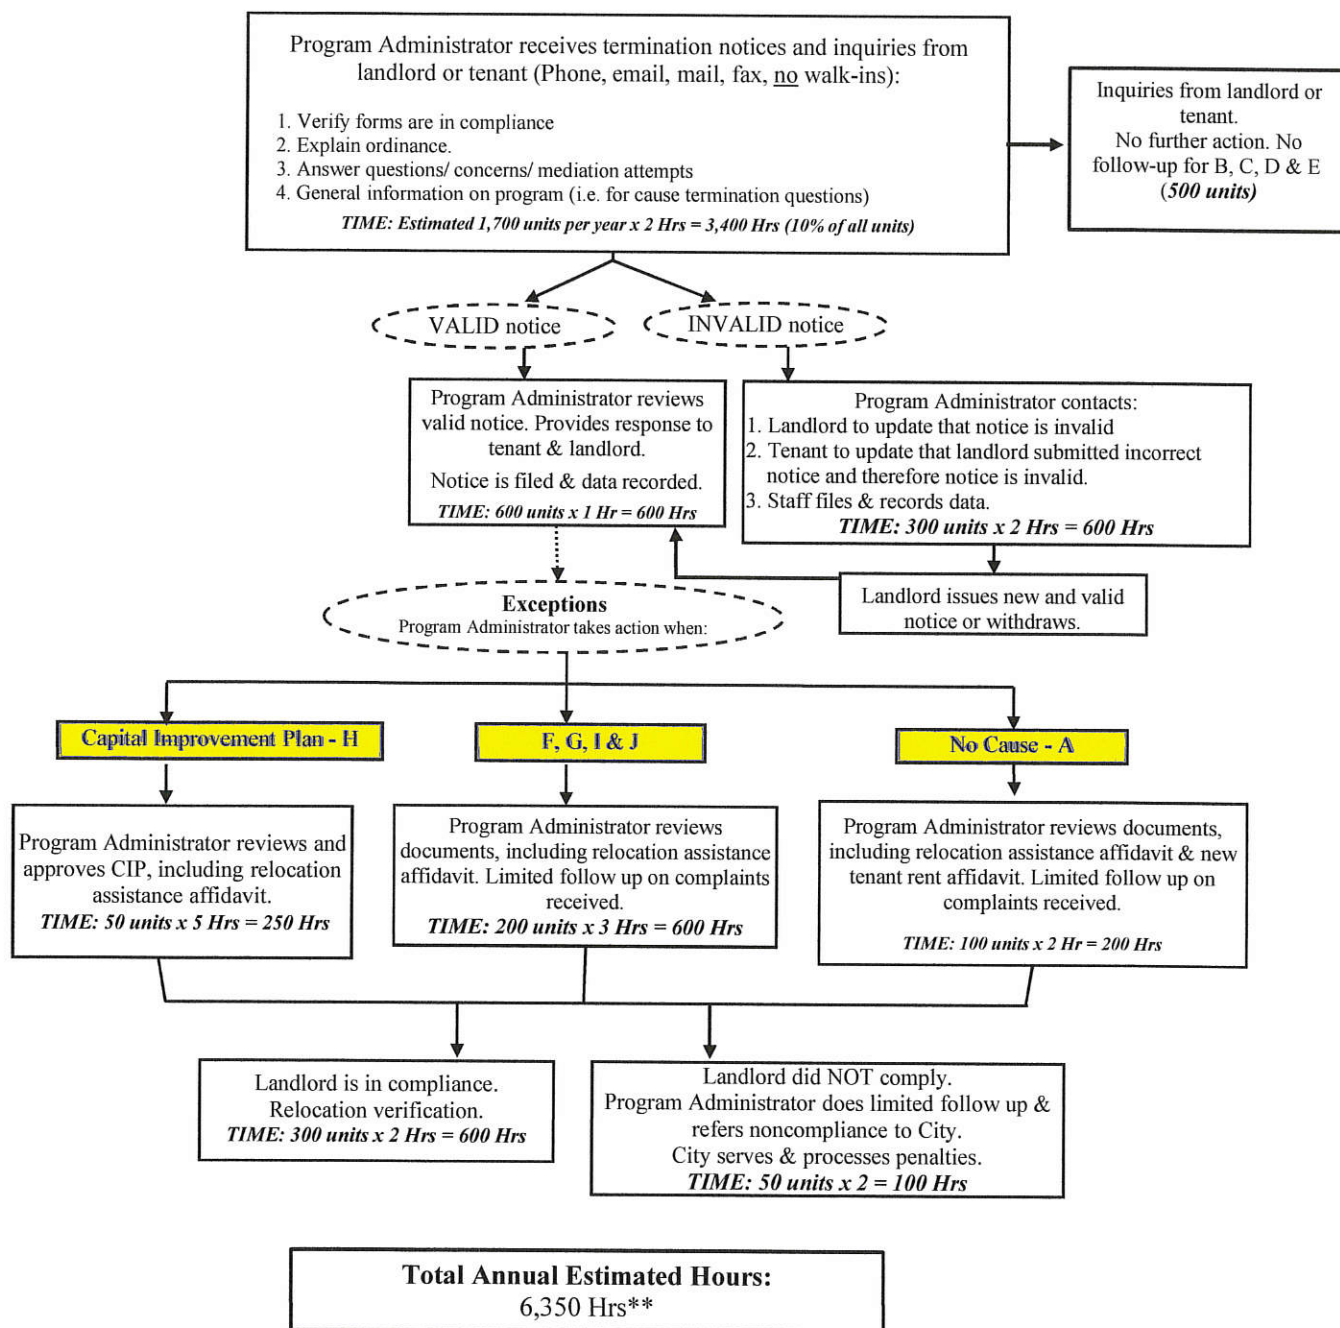 Program Administrator receives termination notices and inquiries from
landlord or tenant (Phone, email, mail, fax, no walk-ins):
1. Verify forms are in compliance
2. Explain ordinance.
3. Answer questions/ concerns/ mediation attempts
4. General information on program (i.e. for cause termination questions)
TIME: Estimated 1,700 units per year x 2 Hrs = 3,400 Hrs (10% of all units)
Inquiries from landlord or
tenant.
No further action. No
follow-up for B, C, D & E
(500 units)
VALID notice
INVALID notice
Program Administrator reviews
valid notice. Provides response to
tenant & landlord.
Notice is filed & data recorded.
TIME: 600 units x 1 Hr = 600 Hrs
Program Administrator contacts:
1. Landlord to update that notice is invalid
2. Tenant to update that landlord submitted incorrect
notice and therefore notice is invalid.
3. Staff files & records data.
TIME: 300 units x 2 Hrs = 600 Hrs
Landlord issues new and valid
notice or withdraws.
Exceptions
Program Administrator takes action when:
Capital Improvement Plan - H
F, G, I & J
No Cause - A
Program Administrator reviews and
approves CIP, including relocation
assistance affidavit.
TIME: 50 units x 5 Hrs = 250 Hrs
Program Administrator reviews
documents, including relocation assistance
affidavit. Limited follow up on complaints
received.
TIME: 200 units x 3 Hrs = 600 Hrs
Program Administrator reviews documents,
including relocation assistance affidavit & new
tenant rent affidavit. Limited follow up on
complaints received.
TIME: 100 units x 2 Hr = 200 Hrs
Landlord is in compliance.
Relocation verification.
TIME: 300 units x 2 Hrs = 600 Hrs
Landlord did NOT comply.
Program Administrator does limited follow up &
refers noncompliance to City.
City serves & processes penalties.
TIME: 50 units x 2 = 100 Hrs
Total Annual Estimated Hours:
6,350 Hrs**